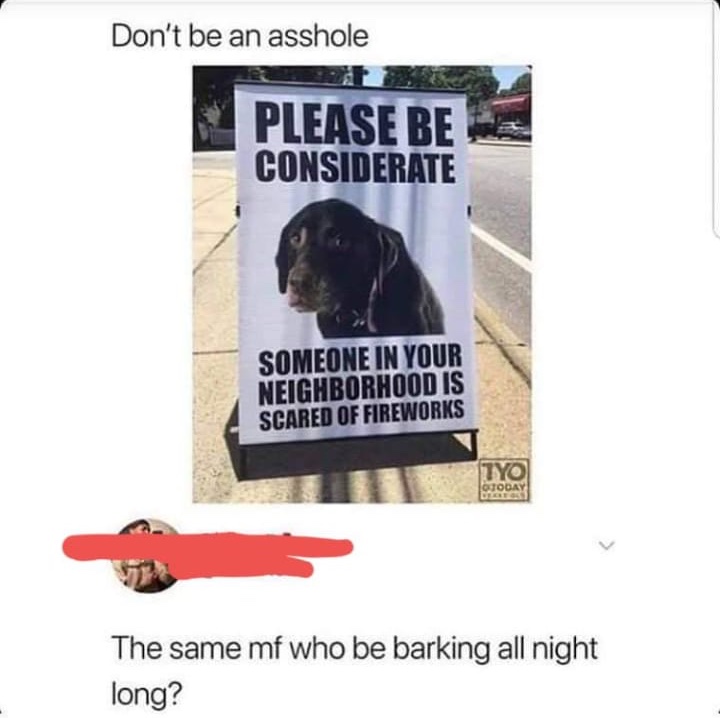 Don't be an asshole
PLEASE BE
CONSIDERATE
SOMEONE IN YOUR
NEIGHBORHOOD IS
SCARED OF FIREWORKS
TYO
The same mf who be barking all night
long?